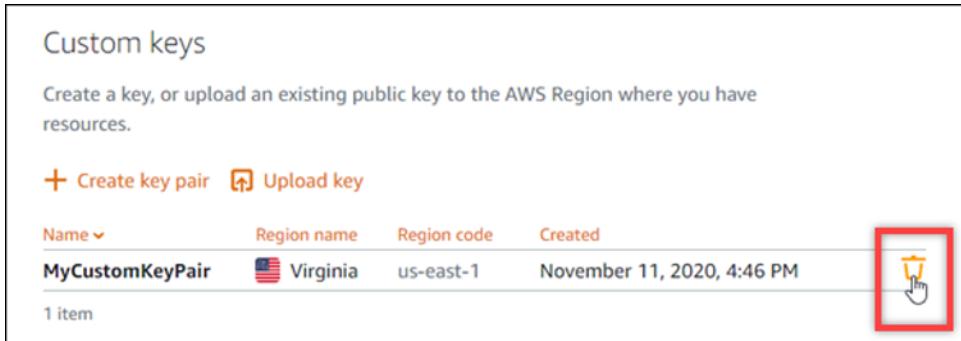 Custom keys
Create a key, or upload an existing public key to the AWS Region where you have
resources.
Create key pair Upload key
Name Region name Region code Created
MyCustomKeyPair Virginia us-east-1 November 11, 2020, 4:46 PM
1 item